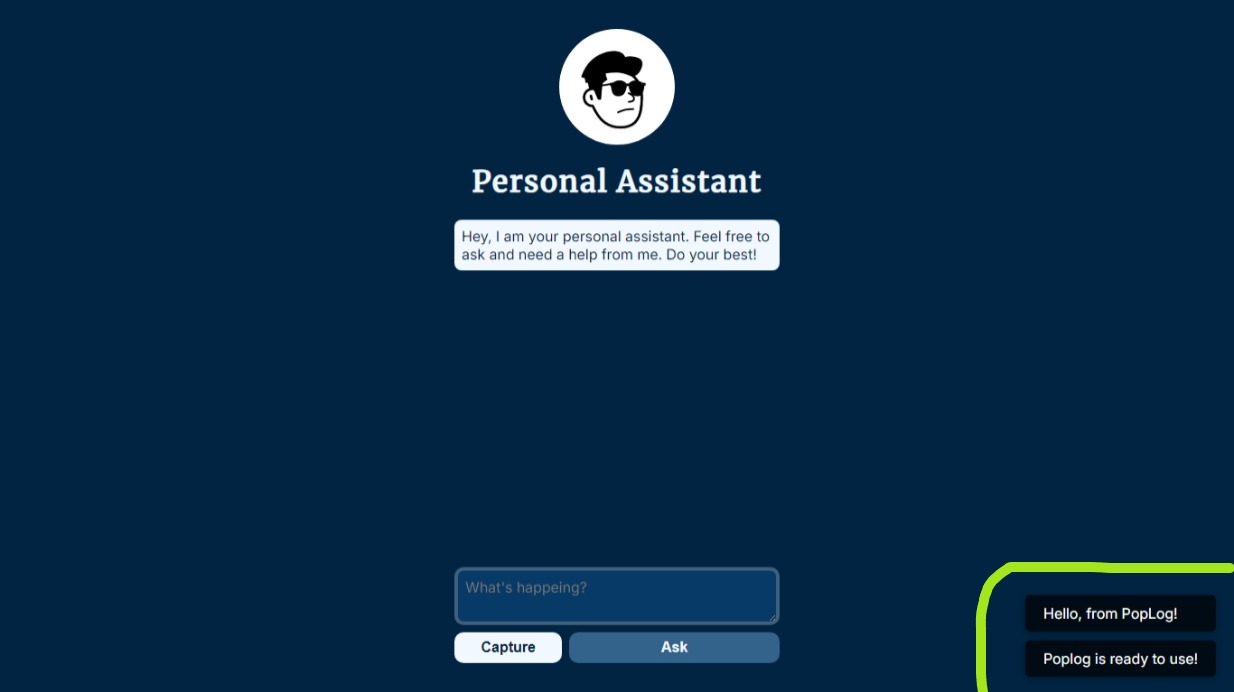 Personal Assistant
Hey, I am your personal assistant. Feel free to
ask and need a help from me. Do your best!
What's happeing?
Capture
Ask
Hello, from PopLog!
Poplog is ready to use!